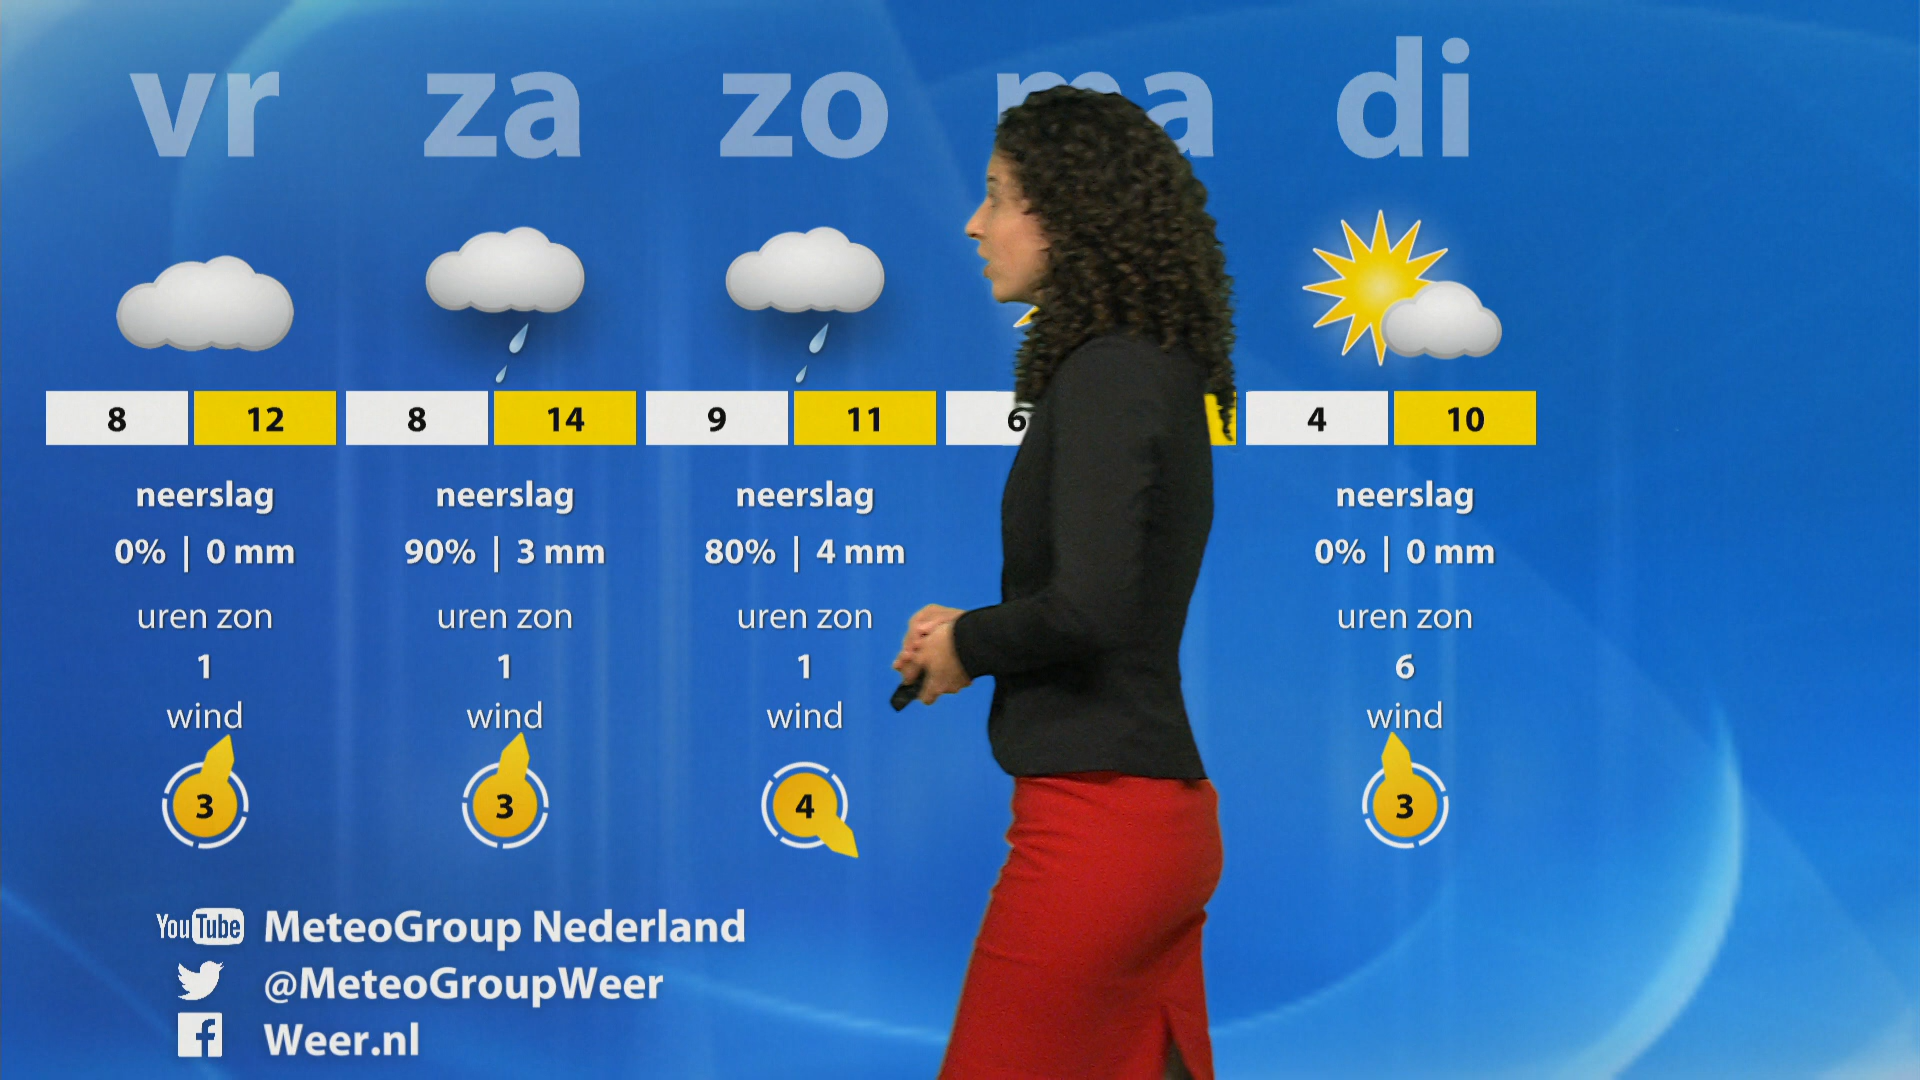 vr za zo ma di
8 12 8 14 9 11 6 4 10
neerslag neerslag neerslag neerslag
0% | 0 mm 90% | 3 mm 80% | 4 mm 0% | 0 mm
uren zon uren zon uren zon uren zon
1 1 1 6
wind wind wind wind
3 3 4 3
YouTube MeteoGroup Nederland
@MeteoGroupWeer
Weer.nl